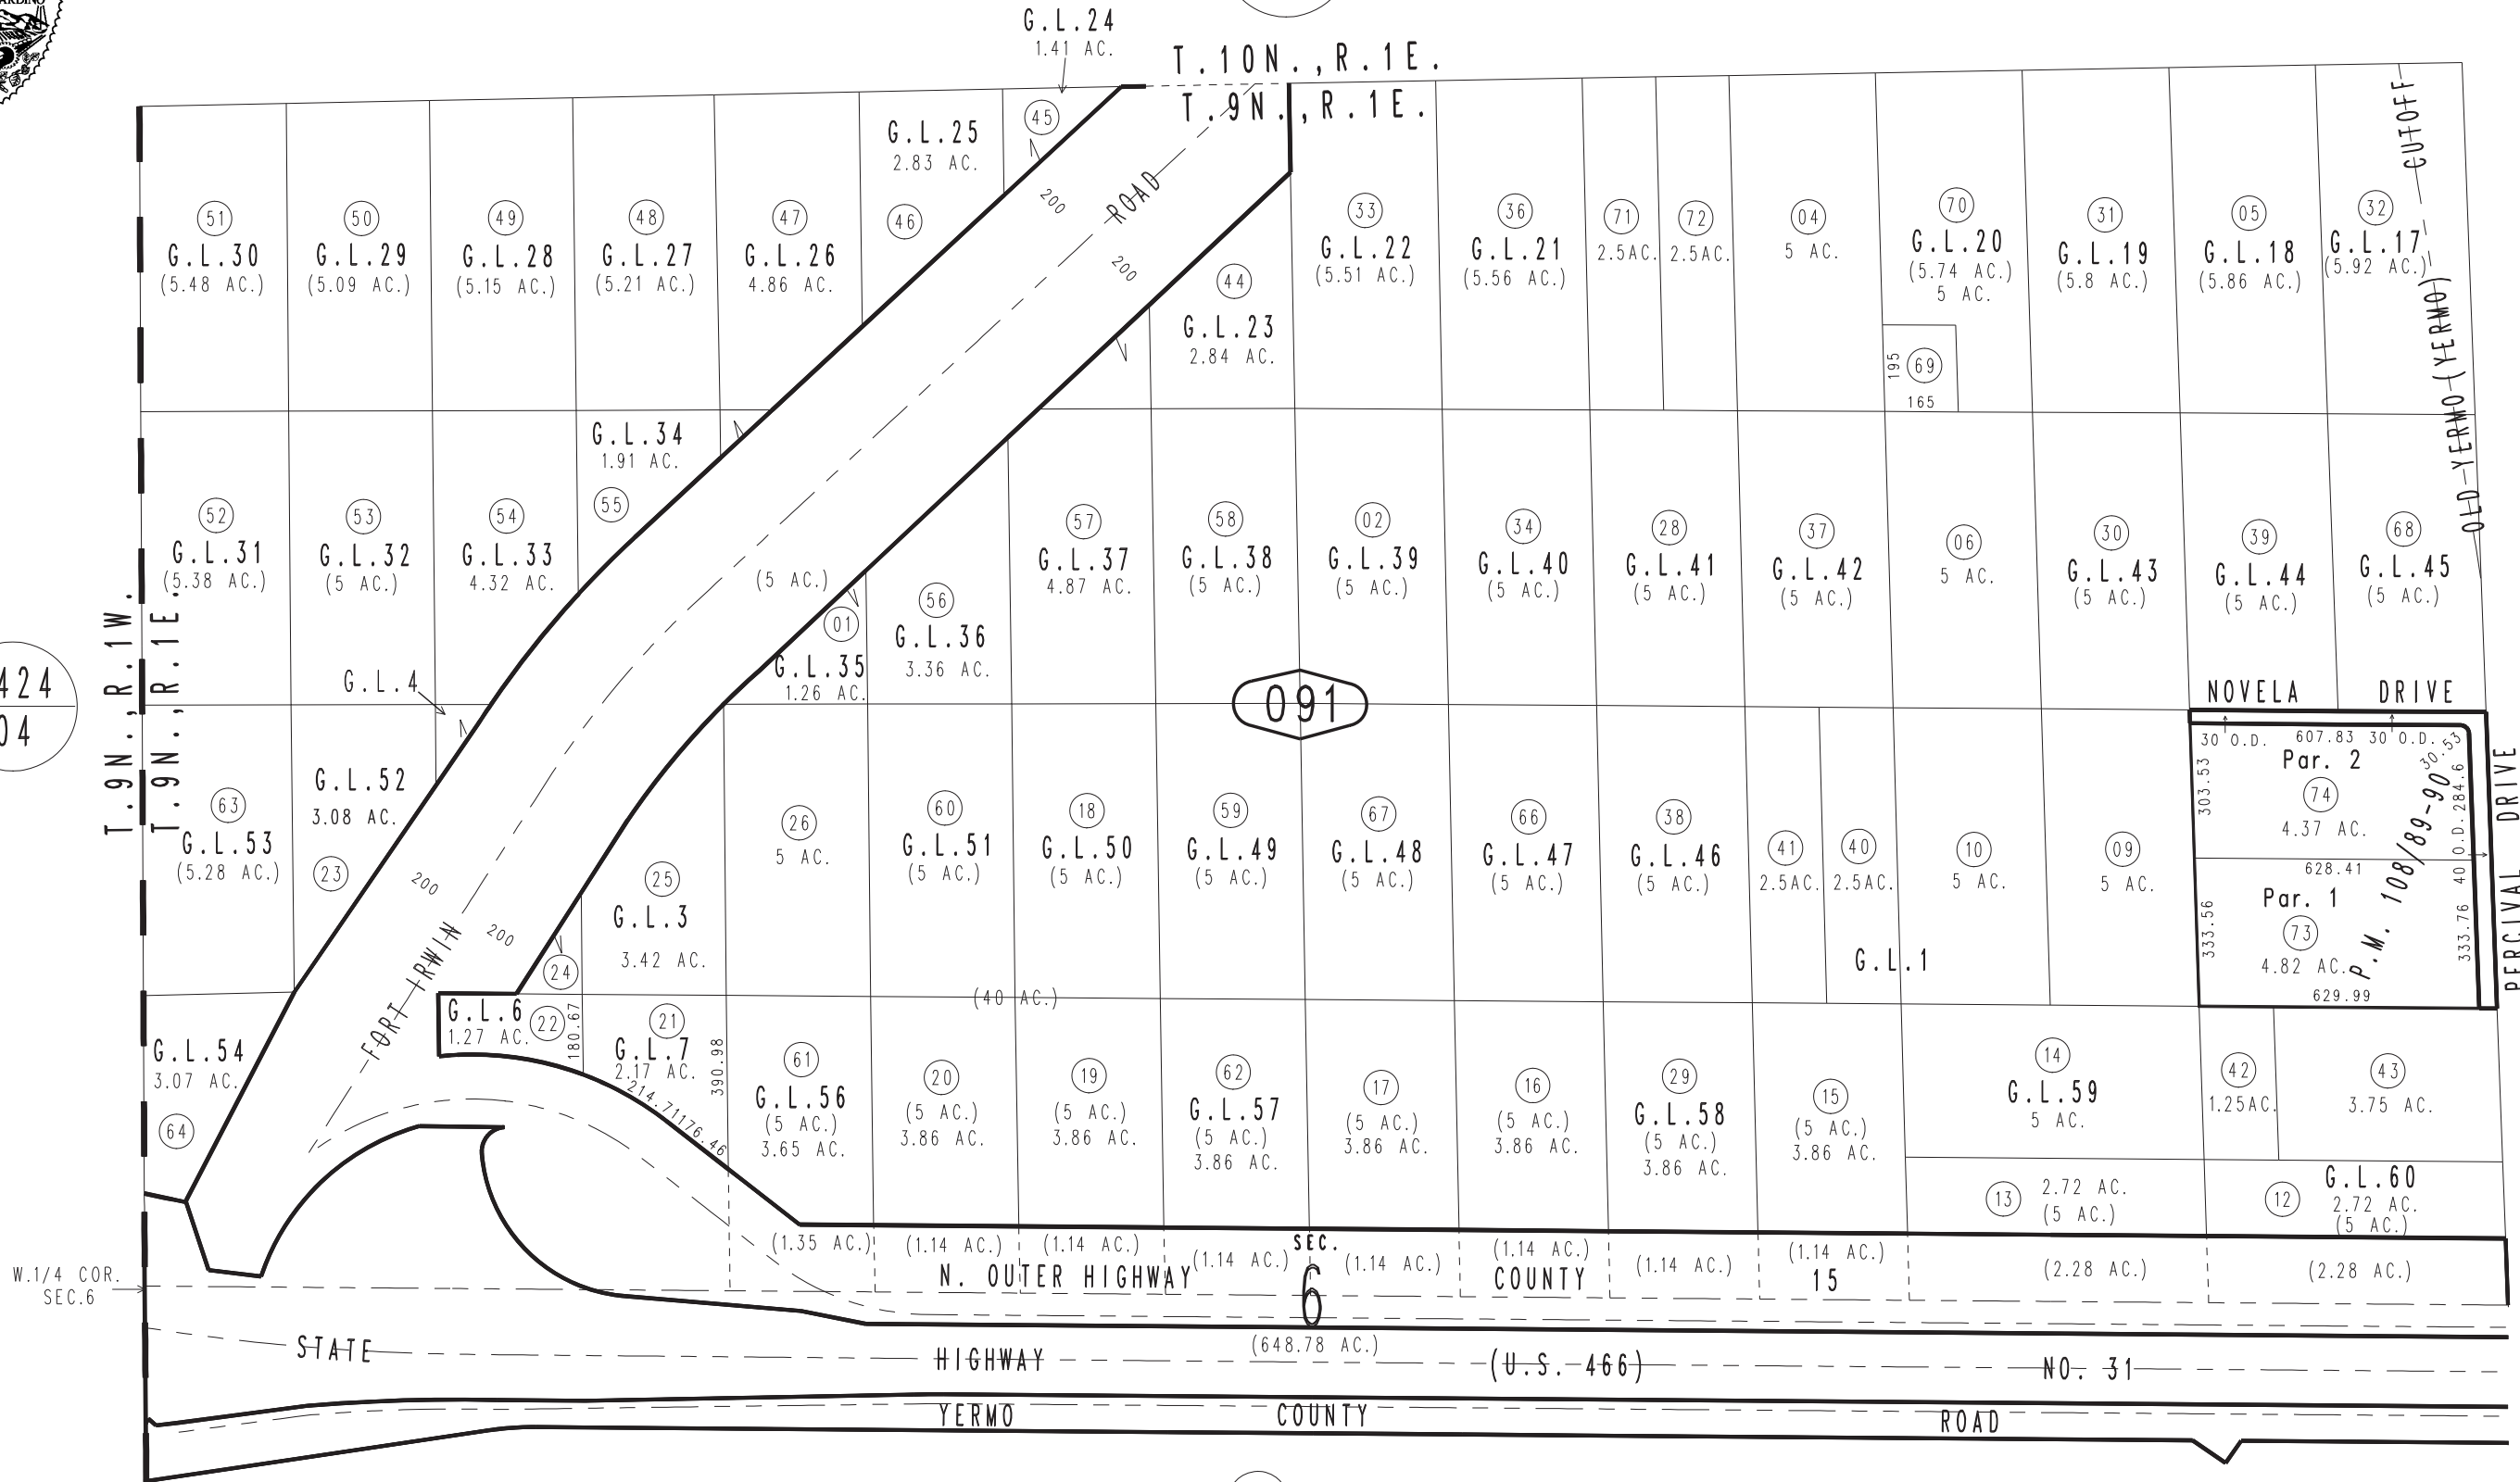 G.L.24
1.41 AC.
T.10N.,R.1E.
T.9N.,R.1E.
CUTOFF
OLD YERMO (YERMO)
45
G.L.25
2.83 AC.
46
200
ROAD
200
51
G.L.30
(5.48 AC.)
50
G.L.29
(5.09 AC.)
49
G.L.28
(5.15 AC.)
48
G.L.27
(5.21 AC.)
47
G.L.26
4.86 AC.
44
G.L.23
2.84 AC.
33
G.L.22
(5.51 AC.)
36
G.L.21
(5.56 AC.)
71
2.5AC.
72
2.5AC.
04
5 AC.
70
G.L.20
(5.74 AC.)
5 AC.
195
69
165
31
G.L.19
(5.8 AC.)
05
G.L.18
(5.86 AC.)
32
G.L.17
(5.92 AC.)
G.L.34
1.91 AC.
55
52
G.L.31
(5.38 AC.)
53
G.L.32
(5 AC.)
54
G.L.33
4.32 AC.
(5 AC.)
01
G.L.35
1.26 AC.
56
G.L.36
3.36 AC.
57
G.L.37
4.87 AC.
58
G.L.38
(5 AC.)
02
G.L.39
(5 AC.)
34
G.L.40
(5 AC.)
28
G.L.41
(5 AC.)
37
G.L.42
(5 AC.)
06
5 AC.
30
G.L.43
(5 AC.)
39
G.L.44
(5 AC.)
68
G.L.45
(5 AC.)
T.9N.,R.1W.
T.9N.,R.1E.
424
04
G.L.4
091
NOVELA DRIVE
PERCIVAL DRIVE
63
G.L.53
(5.28 AC.)
G.L.52
3.08 AC.
23
200
200
FORT IRWIN
24
25
G.L.3
3.42 AC.
26
5 AC.
60
G.L.51
(5 AC.)
18
G.L.50
(5 AC.)
59
G.L.49
(5 AC.)
67
G.L.48
(5 AC.)
66
G.L.47
(5 AC.)
38
G.L.46
(5 AC.)
41
2.5AC.
40
2.5AC.
10
5 AC.
09
5 AC.
G.L.1
30 O.D.
607.83
30 O.D.
30.53
Par. 2
303.53
74
4.37 AC.
284.6
40 O.D.
628.41
P.M. 108/89-90
Par. 1
333.56
73
4.82 AC.
333.76
629.99
(40 AC.)
G.L.54
3.07 AC.
64
G.L.6
1.27 AC.
22
180.67
21
G.L.7
2.17 AC.
214.71
176.46
390.98
61
G.L.56
(5 AC.)
3.65 AC.
20
(5 AC.)
3.86 AC.
19
(5 AC.)
3.86 AC.
62
G.L.57
(5 AC.)
3.86 AC.
17
(5 AC.)
3.86 AC.
16
(5 AC.)
3.86 AC.
29
G.L.58
(5 AC.)
3.86 AC.
15
(5 AC.)
3.86 AC.
14
G.L.59
5 AC.
42
1.25AC.
43
3.75 AC.
13
2.72 AC.
(5 AC.)
12
G.L.60
2.72 AC.
(5 AC.)
(1.35 AC.)
(1.14 AC.)
(1.14 AC.)
(1.14 AC.)
SEC.
6
(1.14 AC.)
(1.14 AC.)
(1.14 AC.)
(1.14 AC.)
(2.28 AC.)
(2.28 AC.)
N. OUTER HIGHWAY COUNTY 15
W.1/4 COR.
SEC.6
(648.78 AC.)
STATE HIGHWAY (U.S. 466) NO. 31
YERMO COUNTY ROAD